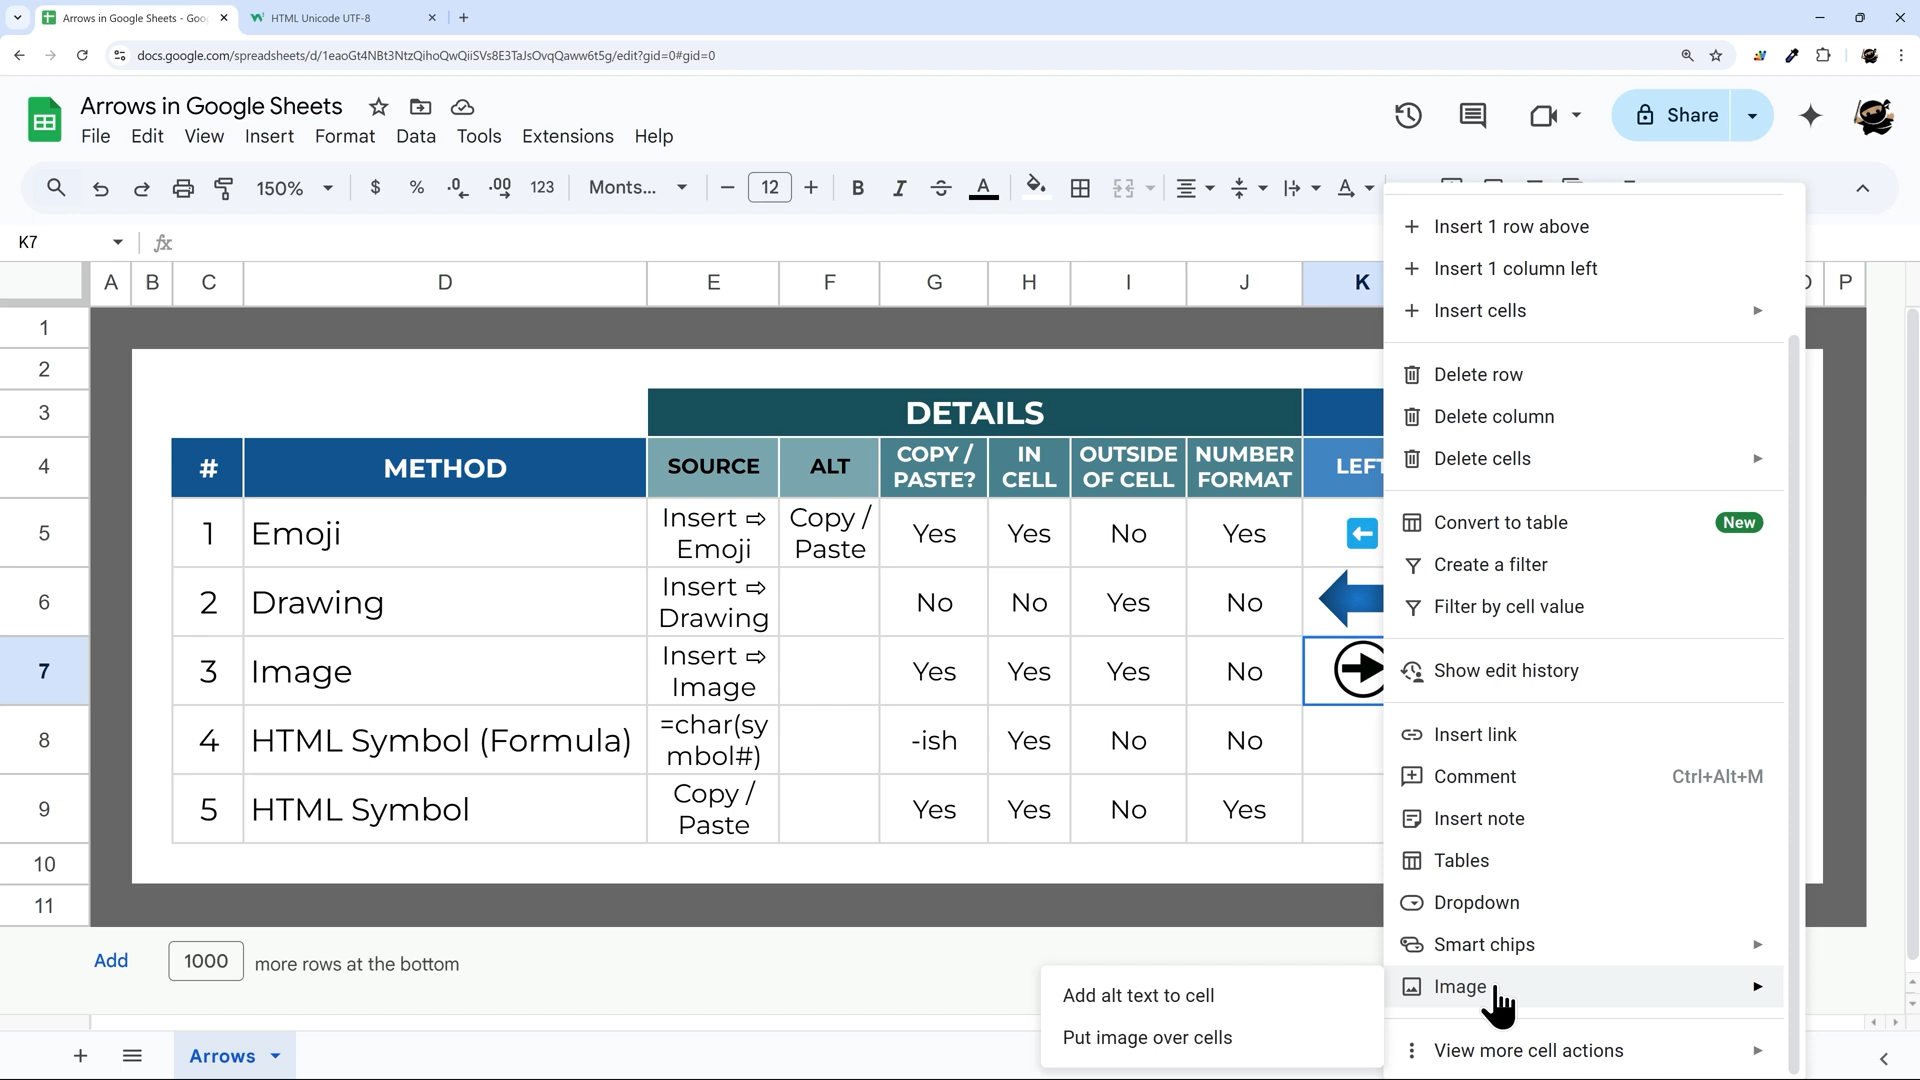 Arrows in Google Sheets - Goo
HTML Unicode UTF-8
docs.google.com/spreadsheets/d/1eaoGt4NBt3NtzQihoQwQiiSVs8E3TaJsOvqQaww6t5g/edit?gid=0#gid=0
Arrows in Google Sheets
Share
File Edit View Insert Format Data Tools Extensions Help
150% $ % .0 .00 123 Monts... 12 B I S A A
K7 fx
A B C D E F G H I J K P
1
2
3
4
5
6
7
8
9
10
11
DETAILS
# METHOD SOURCE ALT COPY / PASTE? IN CELL OUTSIDE OF CELL NUMBER FORMAT LEFT
1 Emoji Insert ⇨ Emoji Copy / Paste Yes Yes No Yes
2 Drawing Insert ⇨ Drawing No No Yes No
3 Image Insert ⇨ Image Yes Yes Yes No
4 HTML Symbol (Formula) =char(symbol#) -ish Yes No No
5 HTML Symbol Copy / Paste Yes Yes No Yes
Add 1000 more rows at the bottom
Arrows
Insert 1 row above
Insert 1 column left
Insert cells
Delete row
Delete column
Delete cells
Convert to table New
Create a filter
Filter by cell value
Show edit history
Insert link
Comment Ctrl+Alt+M
Insert note
Tables
Dropdown
Smart chips
Image
View more cell actions
Add alt text to cell
Put image over cells